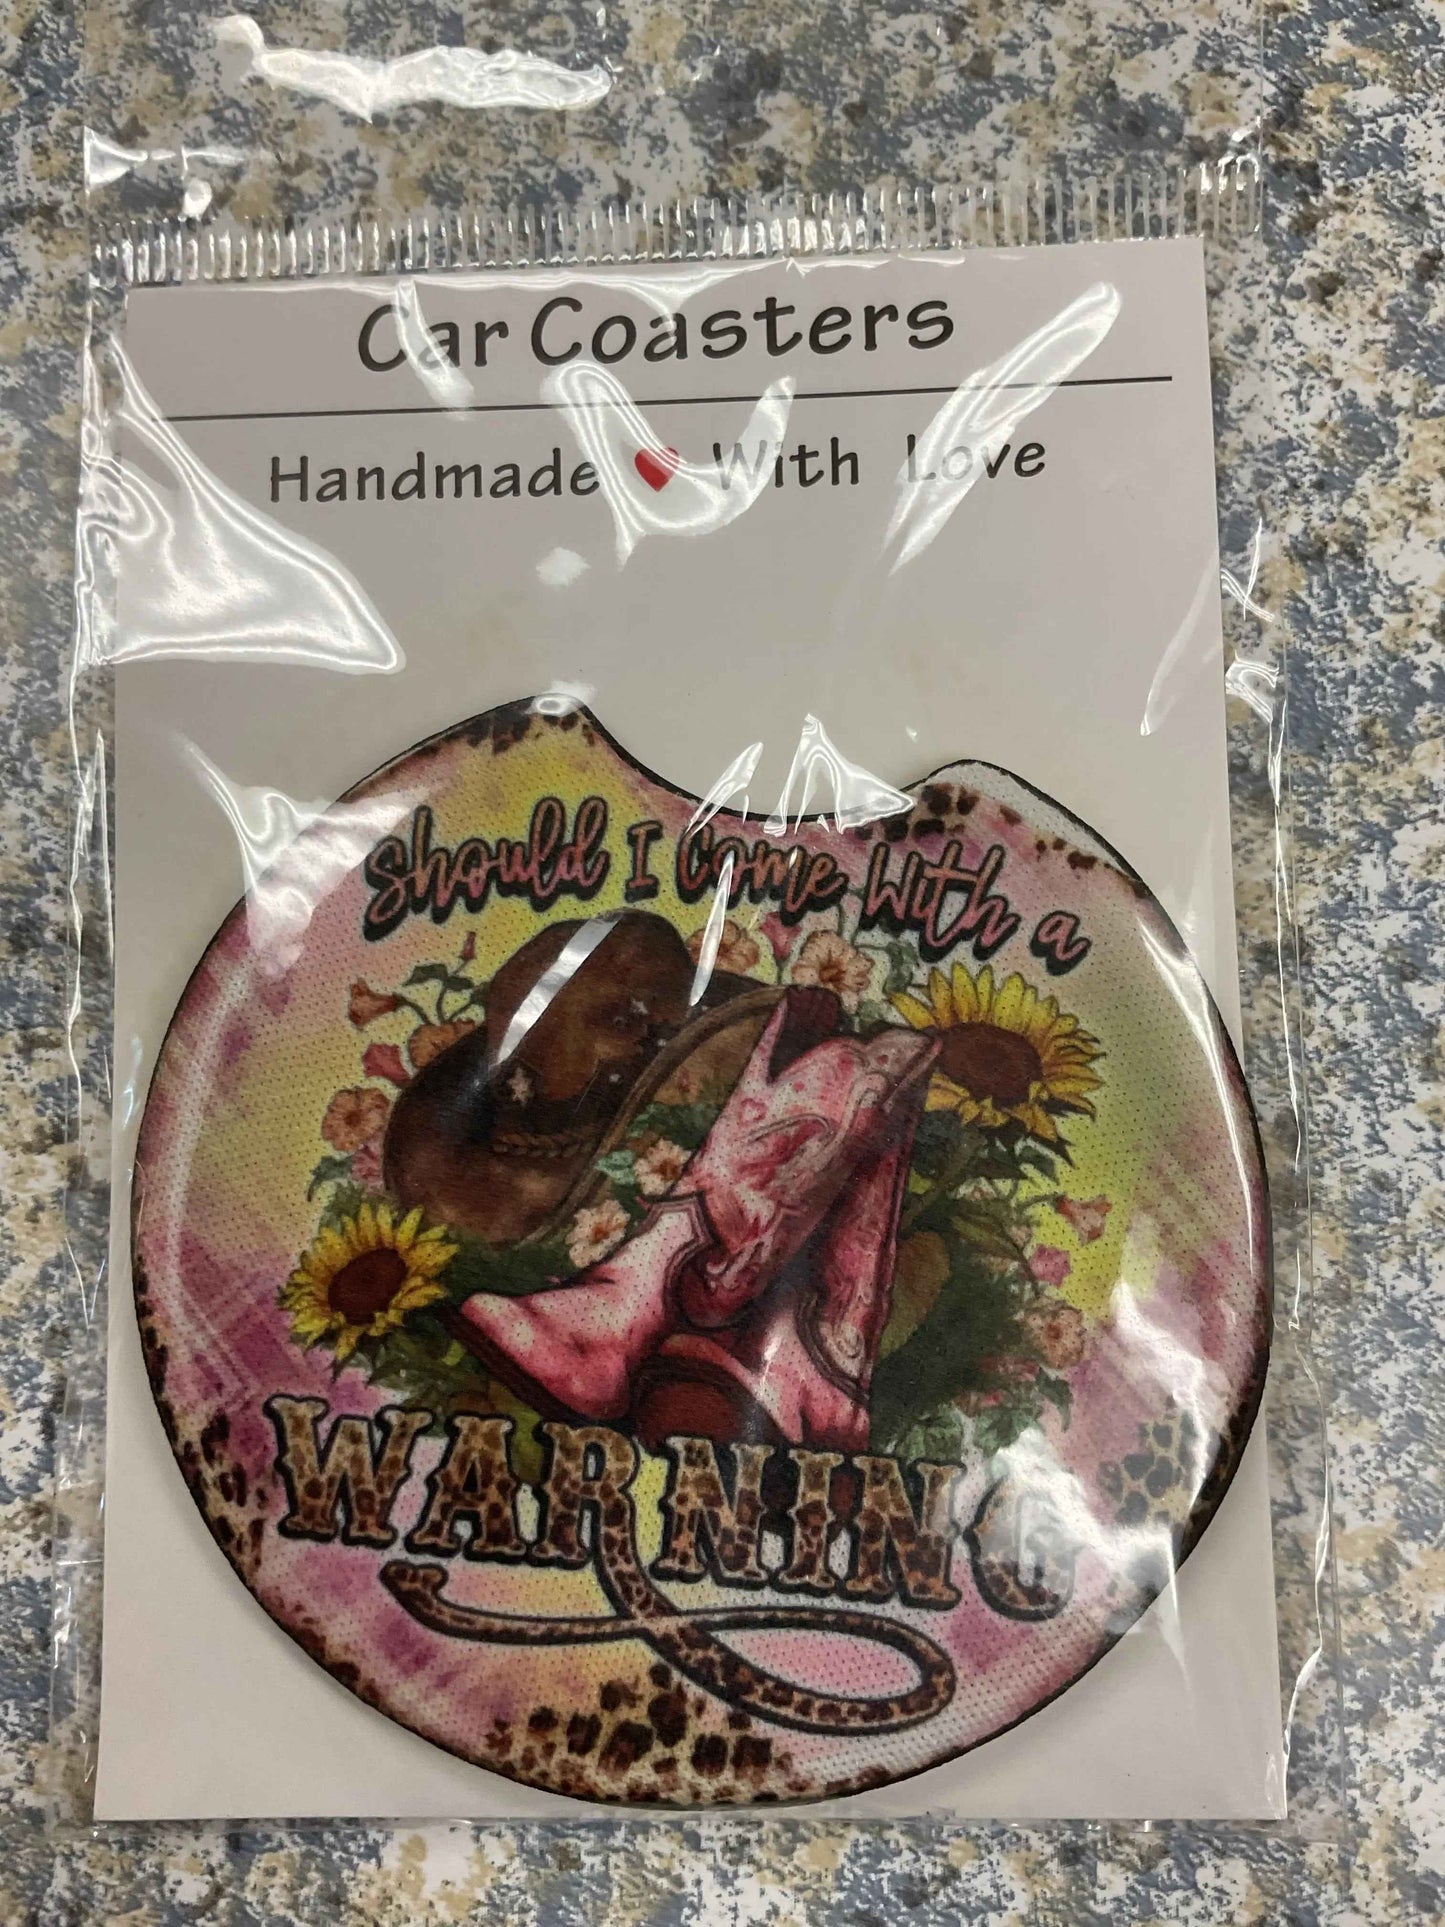 Car Coasters
Handmade With Love
Should I Come With a
WARNING